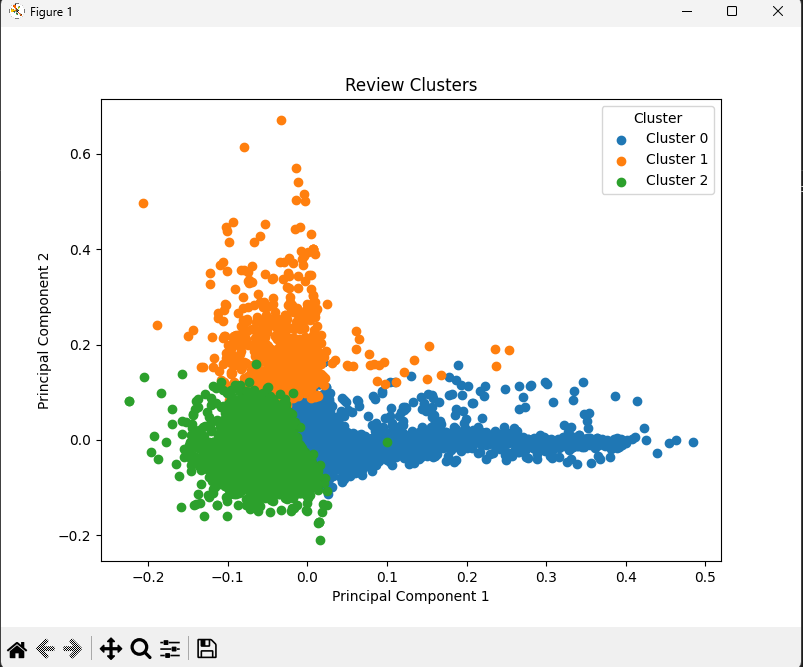 Figure 1
Review Clusters
Cluster
Cluster 0
Cluster 1
Cluster 2
Principal Component 2
0.6
0.4
0.2
0.0
−0.2
−0.2 −0.1 0.0 0.1 0.2 0.3 0.4 0.5
Principal Component 1